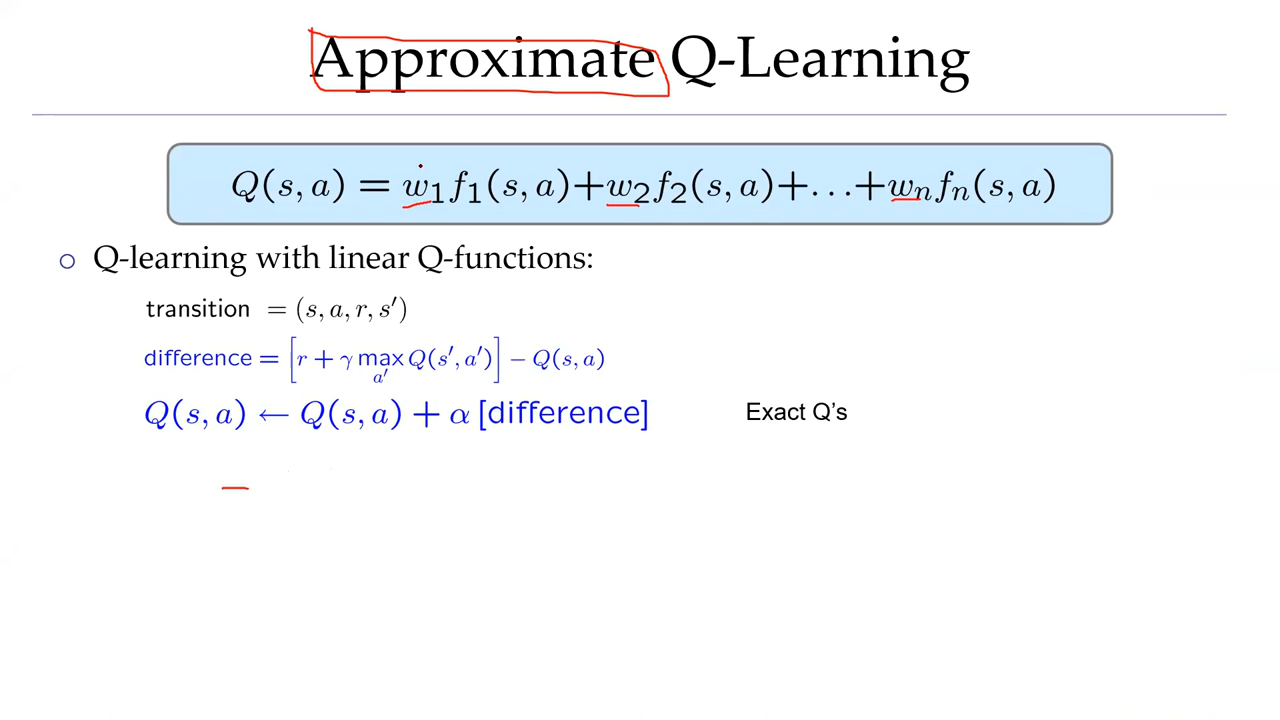 Approximate Q-Learning
Q(s, a) = w₁f₁(s, a)+w₂f₂(s, a)+...+wₙfₙ(s, a)
Q-learning with linear Q-functions:
transition = (s, a, r, s′)
difference = [r + γ max_a′ Q(s′, a′)] − Q(s, a)
Q(s, a) ← Q(s, a) + α [difference]
Exact Q's